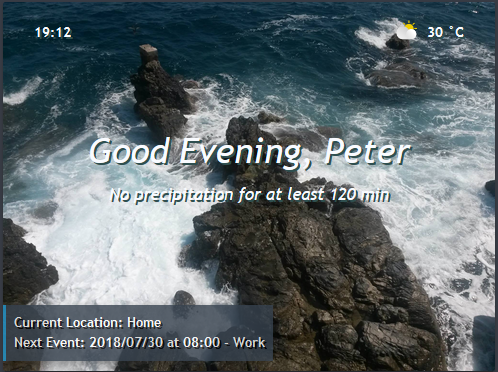 19:12
30 °C
Good Evening, Peter
No precipitation for at least 120 min
Current Location: Home
Next Event: 2018/07/30 at 08:00 - Work